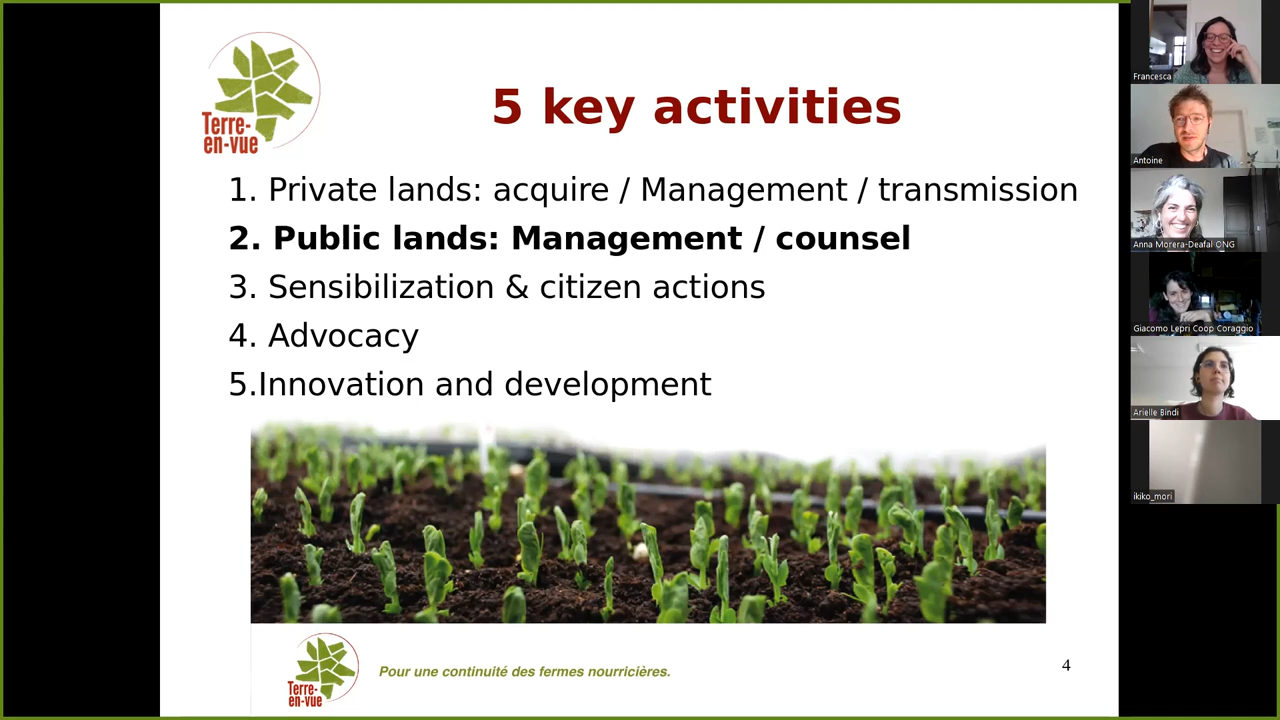 Terre-
en-vue
5 key activities
1. Private lands: acquire / Management / transmission
2. Public lands: Management / counsel
3. Sensibilization & citizen actions
4. Advocacy
5.Innovation and development
Terre-
en-vue
Pour une continuité des fermes nourricières.
4
Francesca
Antoine
Anna Morera-Deafal ONG
Giacomo Lepri Coop Coraggio
Arielle Bindi
ikiko_mori